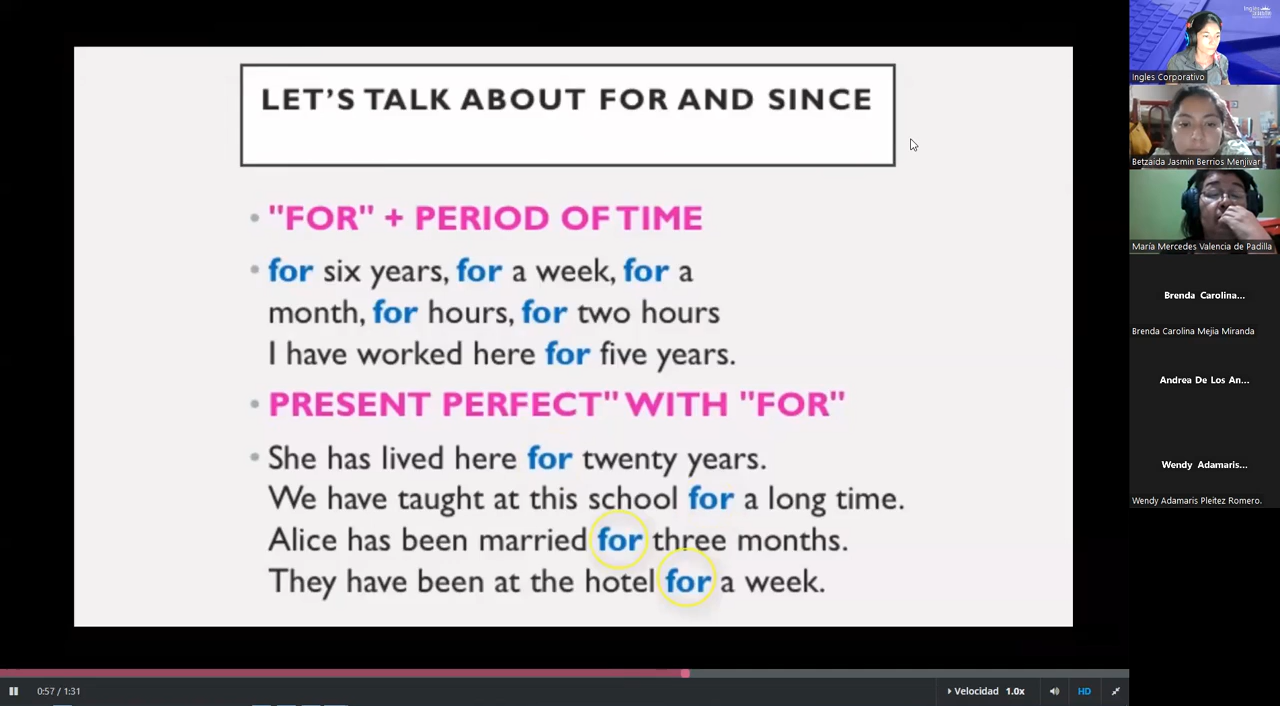 LET'S TALK ABOUT FOR AND SINCE
• "FOR" + PERIOD OF TIME
• for six years, for a week, for a
month, for hours, for two hours
I have worked here for five years.
• PRESENT PERFECT" WITH "FOR"
• She has lived here for twenty years.
We have taught at this school for a long time.
Alice has been married for three months.
They have been at the hotel for a week.
Ingles Corporativo
Betzaida Jasmin Berrios Menjivar
María Mercedes Valencia de Padilla
Brenda Carolina...
Brenda Carolina Mejia Miranda
Andrea De Los An...
Wendy Adamaris...
Wendy Adamaris Pleitez Romero.
0:57 / 1:31
Velocidad 1.0x
HD